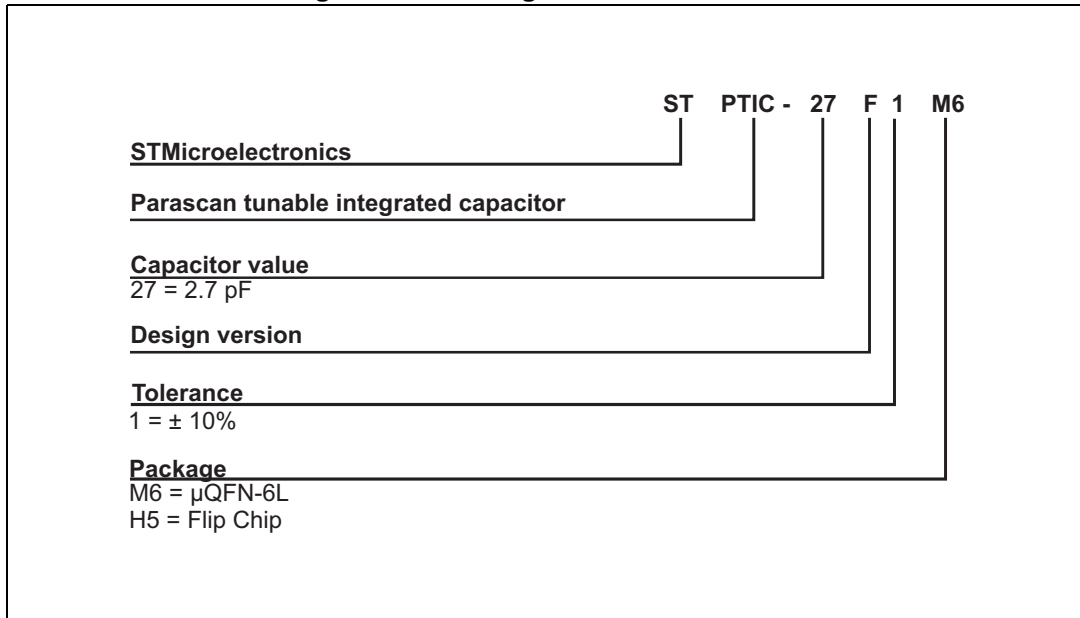 ST PTIC - 27 F 1 M6
STMicroelectronics
Parascan tunable integrated capacitor
Capacitor value
27 = 2.7 pF
Design version
Tolerance
1 = ± 10%
Package
M6 = µQFN-6L
H5 = Flip Chip